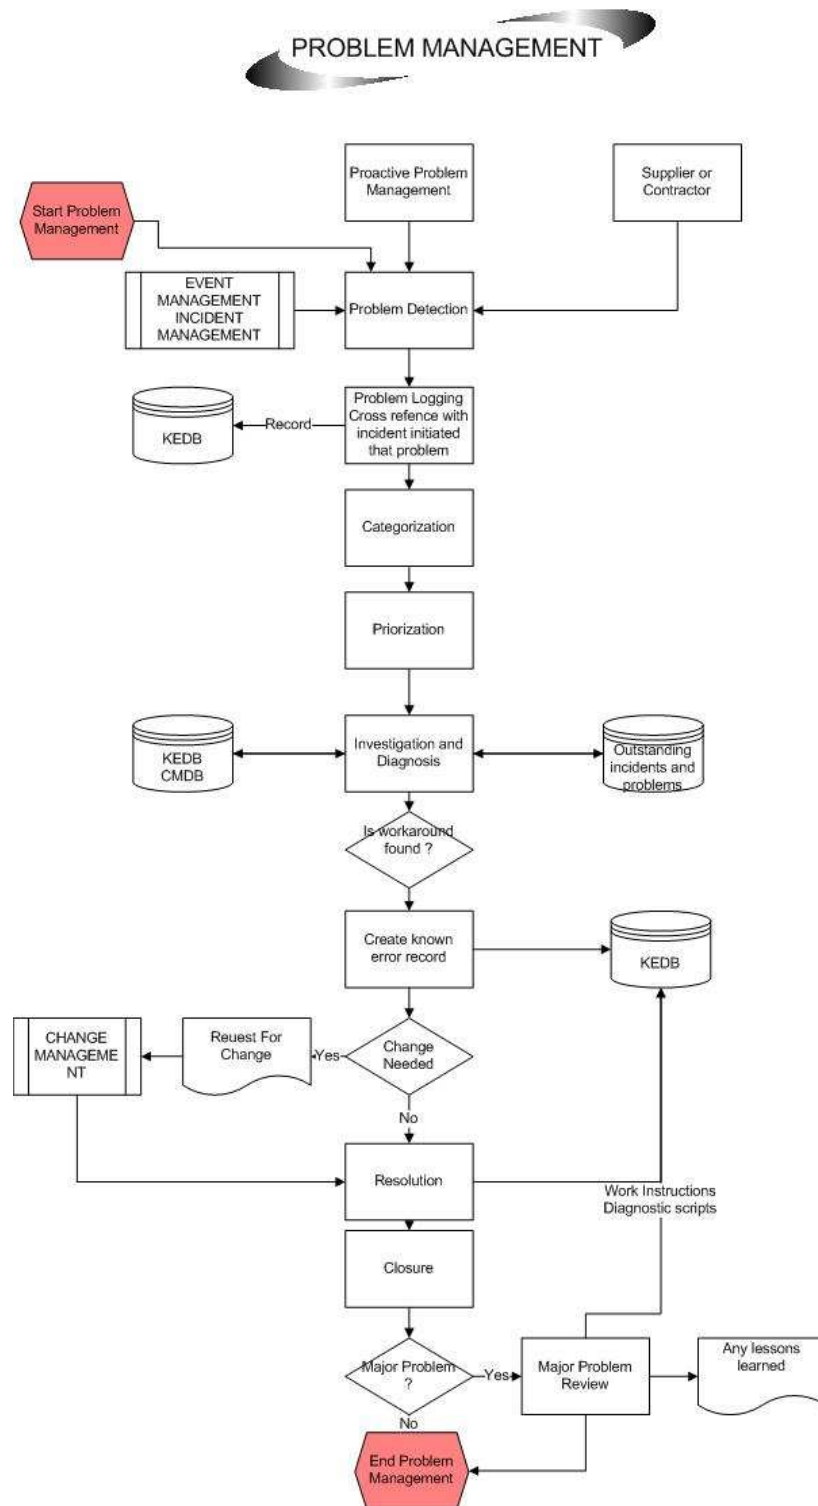 PROBLEM MANAGEMENT
Proactive Problem
Management
Supplier or
Contractor
Start Problem
Management
EVENT
MANAGEMENT
INCIDENT
MANAGEMENT
Problem Detection
Problem Logging
Cross refence with
incident initiated
that problem
Record
KEDB
Categorization
Priorization
KEDB
CMDB
Investigation and
Diagnosis
Outstanding
incidents and
problems
Is workaround
found ?
Create known
error record
KEDB
CHANGE
MANAGEME
NT
Reuest For
Change
Yes
Change
Needed
No
Resolution
Work Instructions
Diagnostic scripts
Closure
Major Problem
?
Yes
Major Problem
Review
Any lessons
learned
No
End Problem
Management